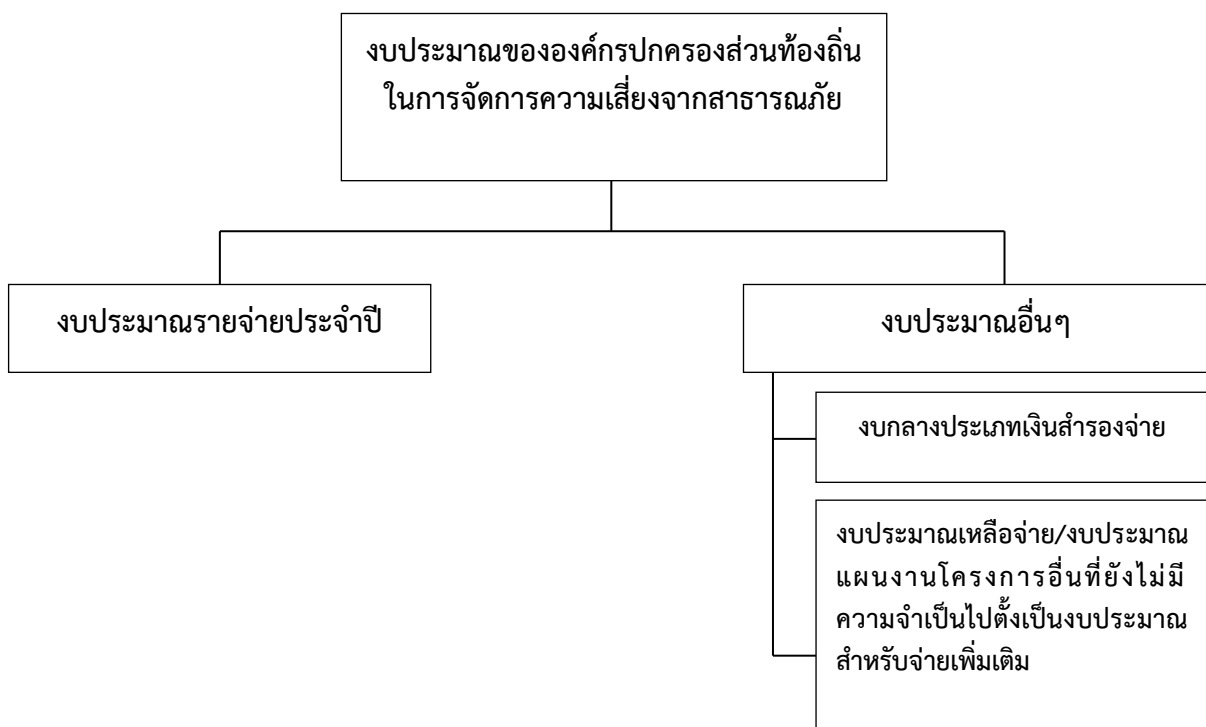 งบประมาณขององค์กรปกครองส่วนท้องถิ่น
ในการจัดการความเสี่ยงจากสาธารณภัย
งบประมาณรายจ่ายประจำปี
งบประมาณอื่นๆ
งบกลางประเภทเงินสำรองจ่าย
งบประมาณเหลือจ่าย/งบประมาณ
แผนงานโครงการอื่นที่ยังไม่มี
ความจำเป็นไปตั้งเป็นงบประมาณ
สำหรับจ่ายเพิ่มเติม